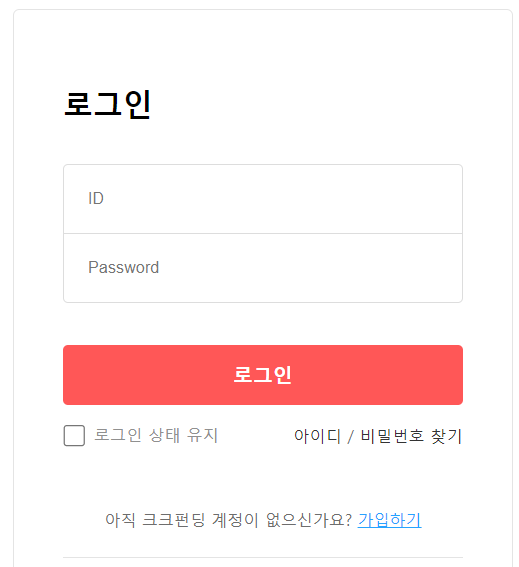 로그인
ID
Password
로그인
로그인 상태 유지 아이디 / 비밀번호 찾기
아직 크크펀딩 계정이 없으신가요? 가입하기